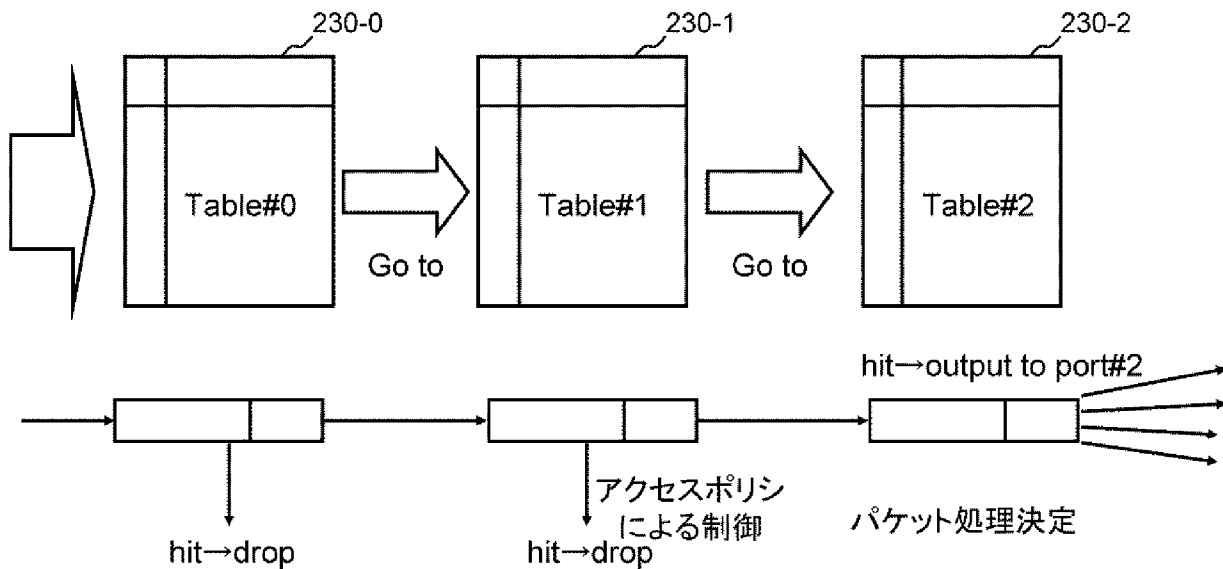 230-0
230-1
230-2
Table#0
Table#1
Table#2
Go to
Go to
hit→output to port#2
アクセスポリシ
による制御
パケット処理決定
hit→drop
hit→drop